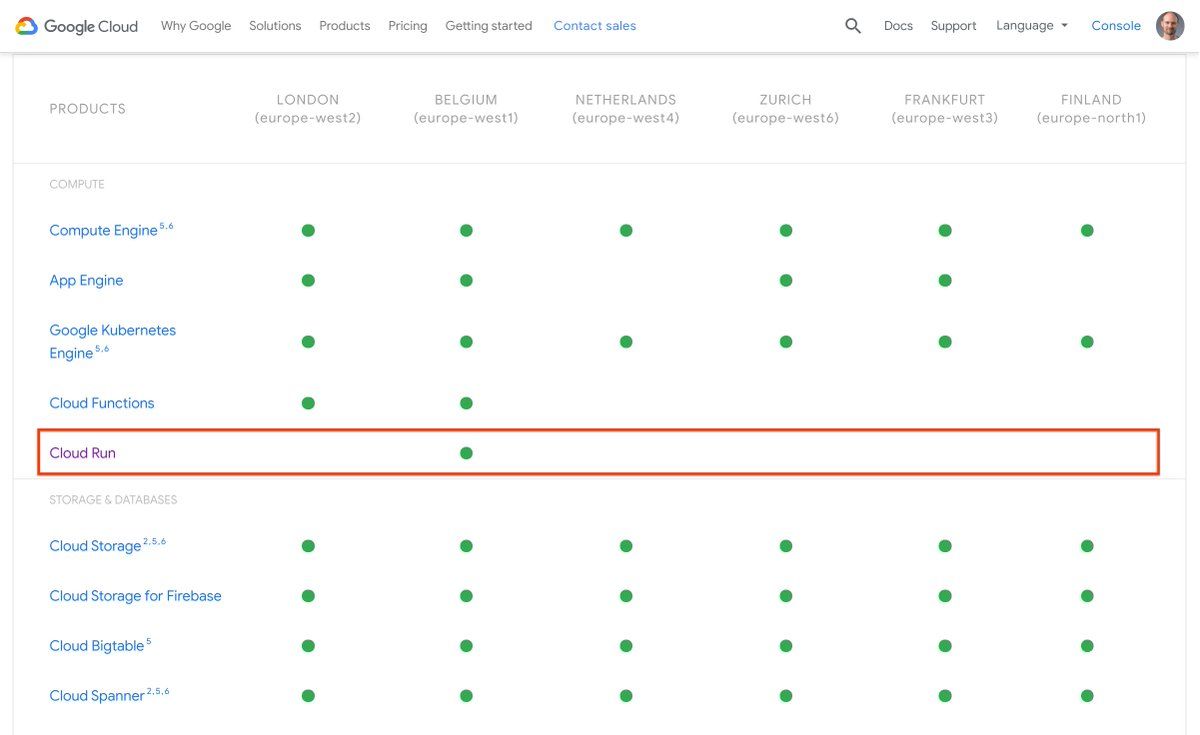 Google Cloud Why Google Solutions Products Pricing Getting started Contact sales Docs Support Language Console
PRODUCTS LONDON BELGIUM NETHERLANDS ZURICH FRANKFURT FINLAND
(europe-west2) (europe-west1) (europe-west4) (europe-west6) (europe-west3) (europe-north1)
COMPUTE
Compute Engine 5,6
App Engine
Google Kubernetes
Engine 5,6
Cloud Functions
Cloud Run
STORAGE & DATABASES
Cloud Storage 2,5,6
Cloud Storage for Firebase
Cloud Bigtable 5
Cloud Spanner 2,5,6